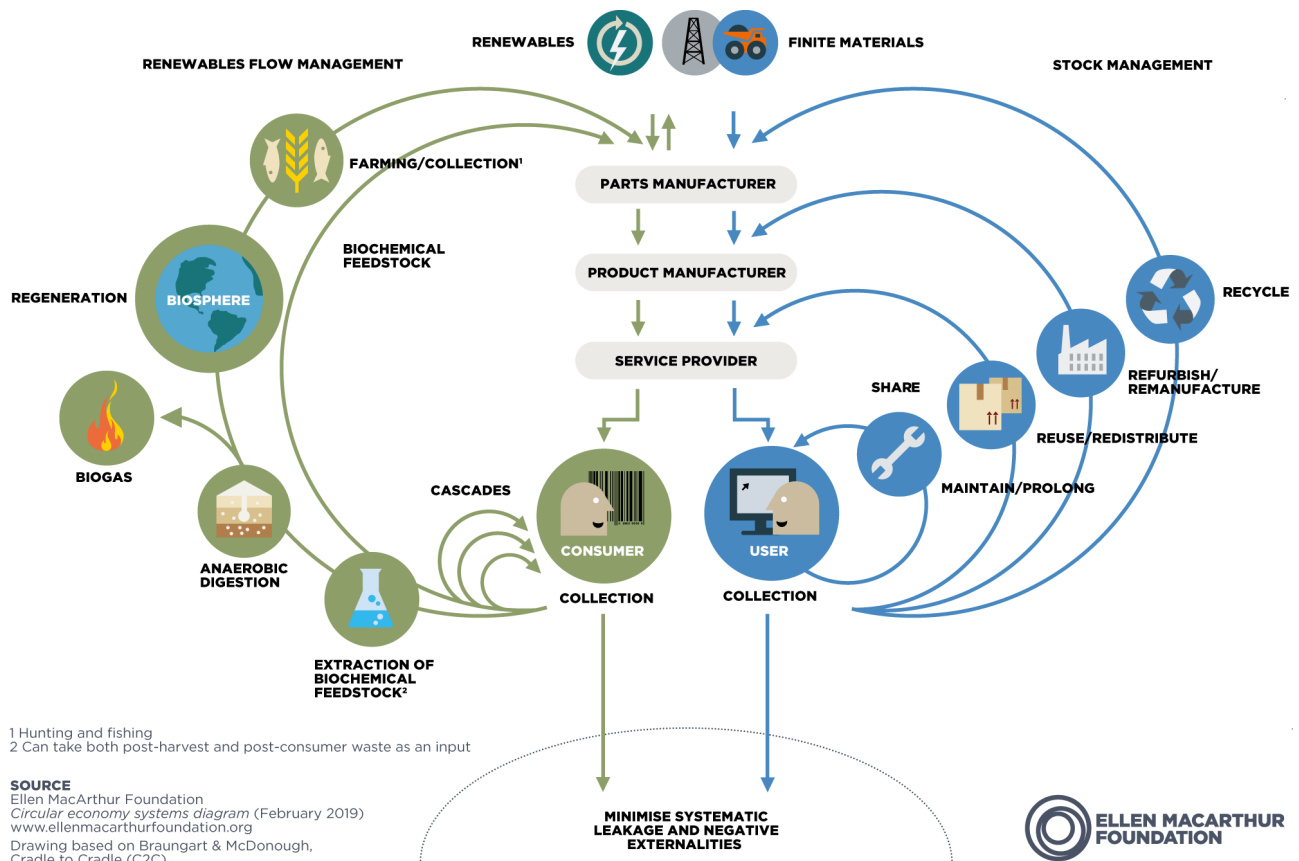 RENEWABLES
FINITE MATERIALS
RENEWABLES FLOW MANAGEMENT
STOCK MANAGEMENT
FARMING/COLLECTION¹
PARTS MANUFACTURER
BIOCHEMICAL
FEEDSTOCK
PRODUCT MANUFACTURER
REGENERATION
BIOSPHERE
RECYCLE
SERVICE PROVIDER
REFURBISH/
REMANUFACTURE
SHARE
REUSE/REDISTRIBUTE
BIOGAS
CASCADES
MAINTAIN/PROLONG
CONSUMER
USER
ANAEROBIC
DIGESTION
COLLECTION
COLLECTION
EXTRACTION OF
BIOCHEMICAL
FEEDSTOCK²
1 Hunting and fishing
2 Can take both post-harvest and post-consumer waste as an input
SOURCE
Ellen MacArthur Foundation
Circular economy systems diagram (February 2019)
www.ellenmacarthurfoundation.org
Drawing based on Braungart & McDonough,
Cradle to Cradle (C2C)
MINIMISE SYSTEMATIC
LEAKAGE AND NEGATIVE
EXTERNALITIES
ELLEN MACARTHUR
FOUNDATION